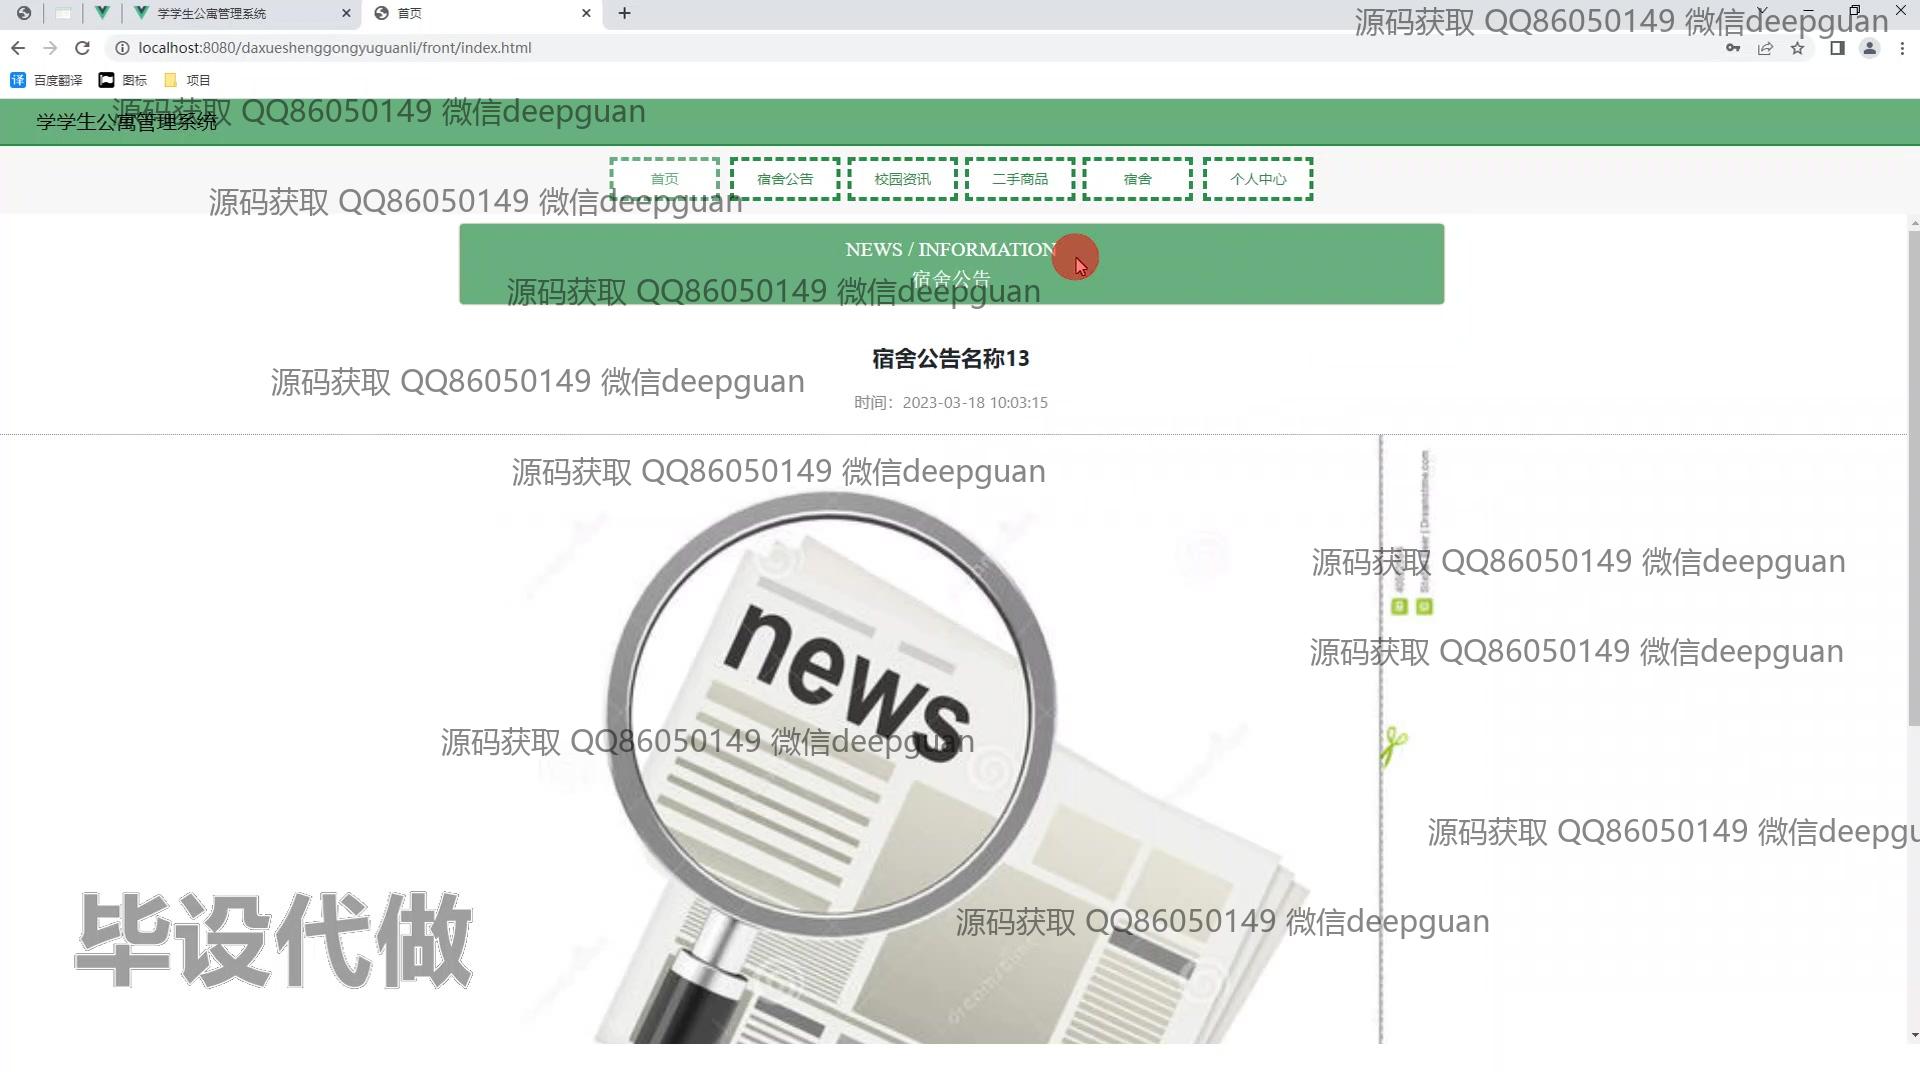 学学生公寓管理系统
首页
源码获取 QQ86050149 微信deepguan
localhost:8080/daxueshenggongyuguanli/front/index.html
百度翻译
图标
项目
源码获取 QQ86050149 微信deepguan
学学生公寓管理系统
首页
宿舍公告
校园资讯
二手商品
宿舍
个人中心
源码获取 QQ86050149 微信deepguan
NEWS / INFORMATION
宿舍公告
源码获取 QQ86050149 微信deepguan
宿舍公告名称13
源码获取 QQ86050149 微信deepguan
时间：2023-03-18 10:03:15
源码获取 QQ86050149 微信deepguan
源码获取 QQ86050149 微信deepguan
news
源码获取 QQ86050149 微信deepguan
源码获取 QQ86050149 微信deepguan
源码获取 QQ86050149 微信deepgu
源码获取 QQ86050149 微信deepguan
毕设代做